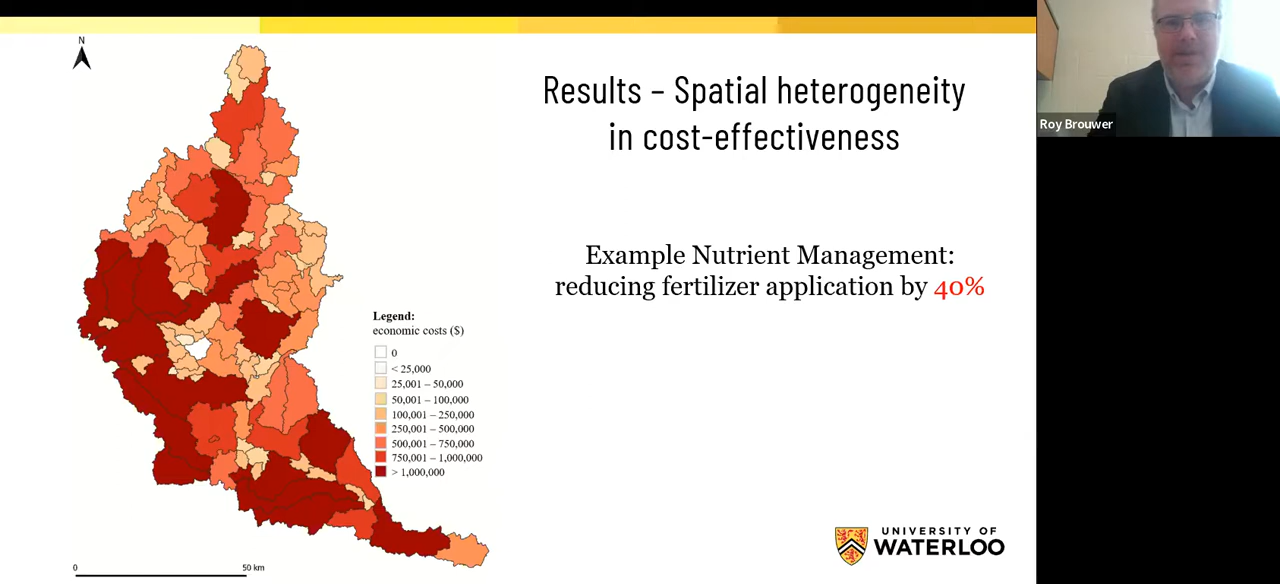 N
Results – Spatial heterogeneity
in cost-effectiveness
Roy Brouwer
Example Nutrient Management:
reducing fertilizer application by 40%
Legend:
economic costs ($)
0
< 25,000
25,001 – 50,000
50,001 – 100,000
100,001 – 250,000
250,001 – 500,000
500,001 – 750,000
750,001 – 1,000,000
> 1,000,000
UNIVERSITY OF
WATERLOO
0 50 km